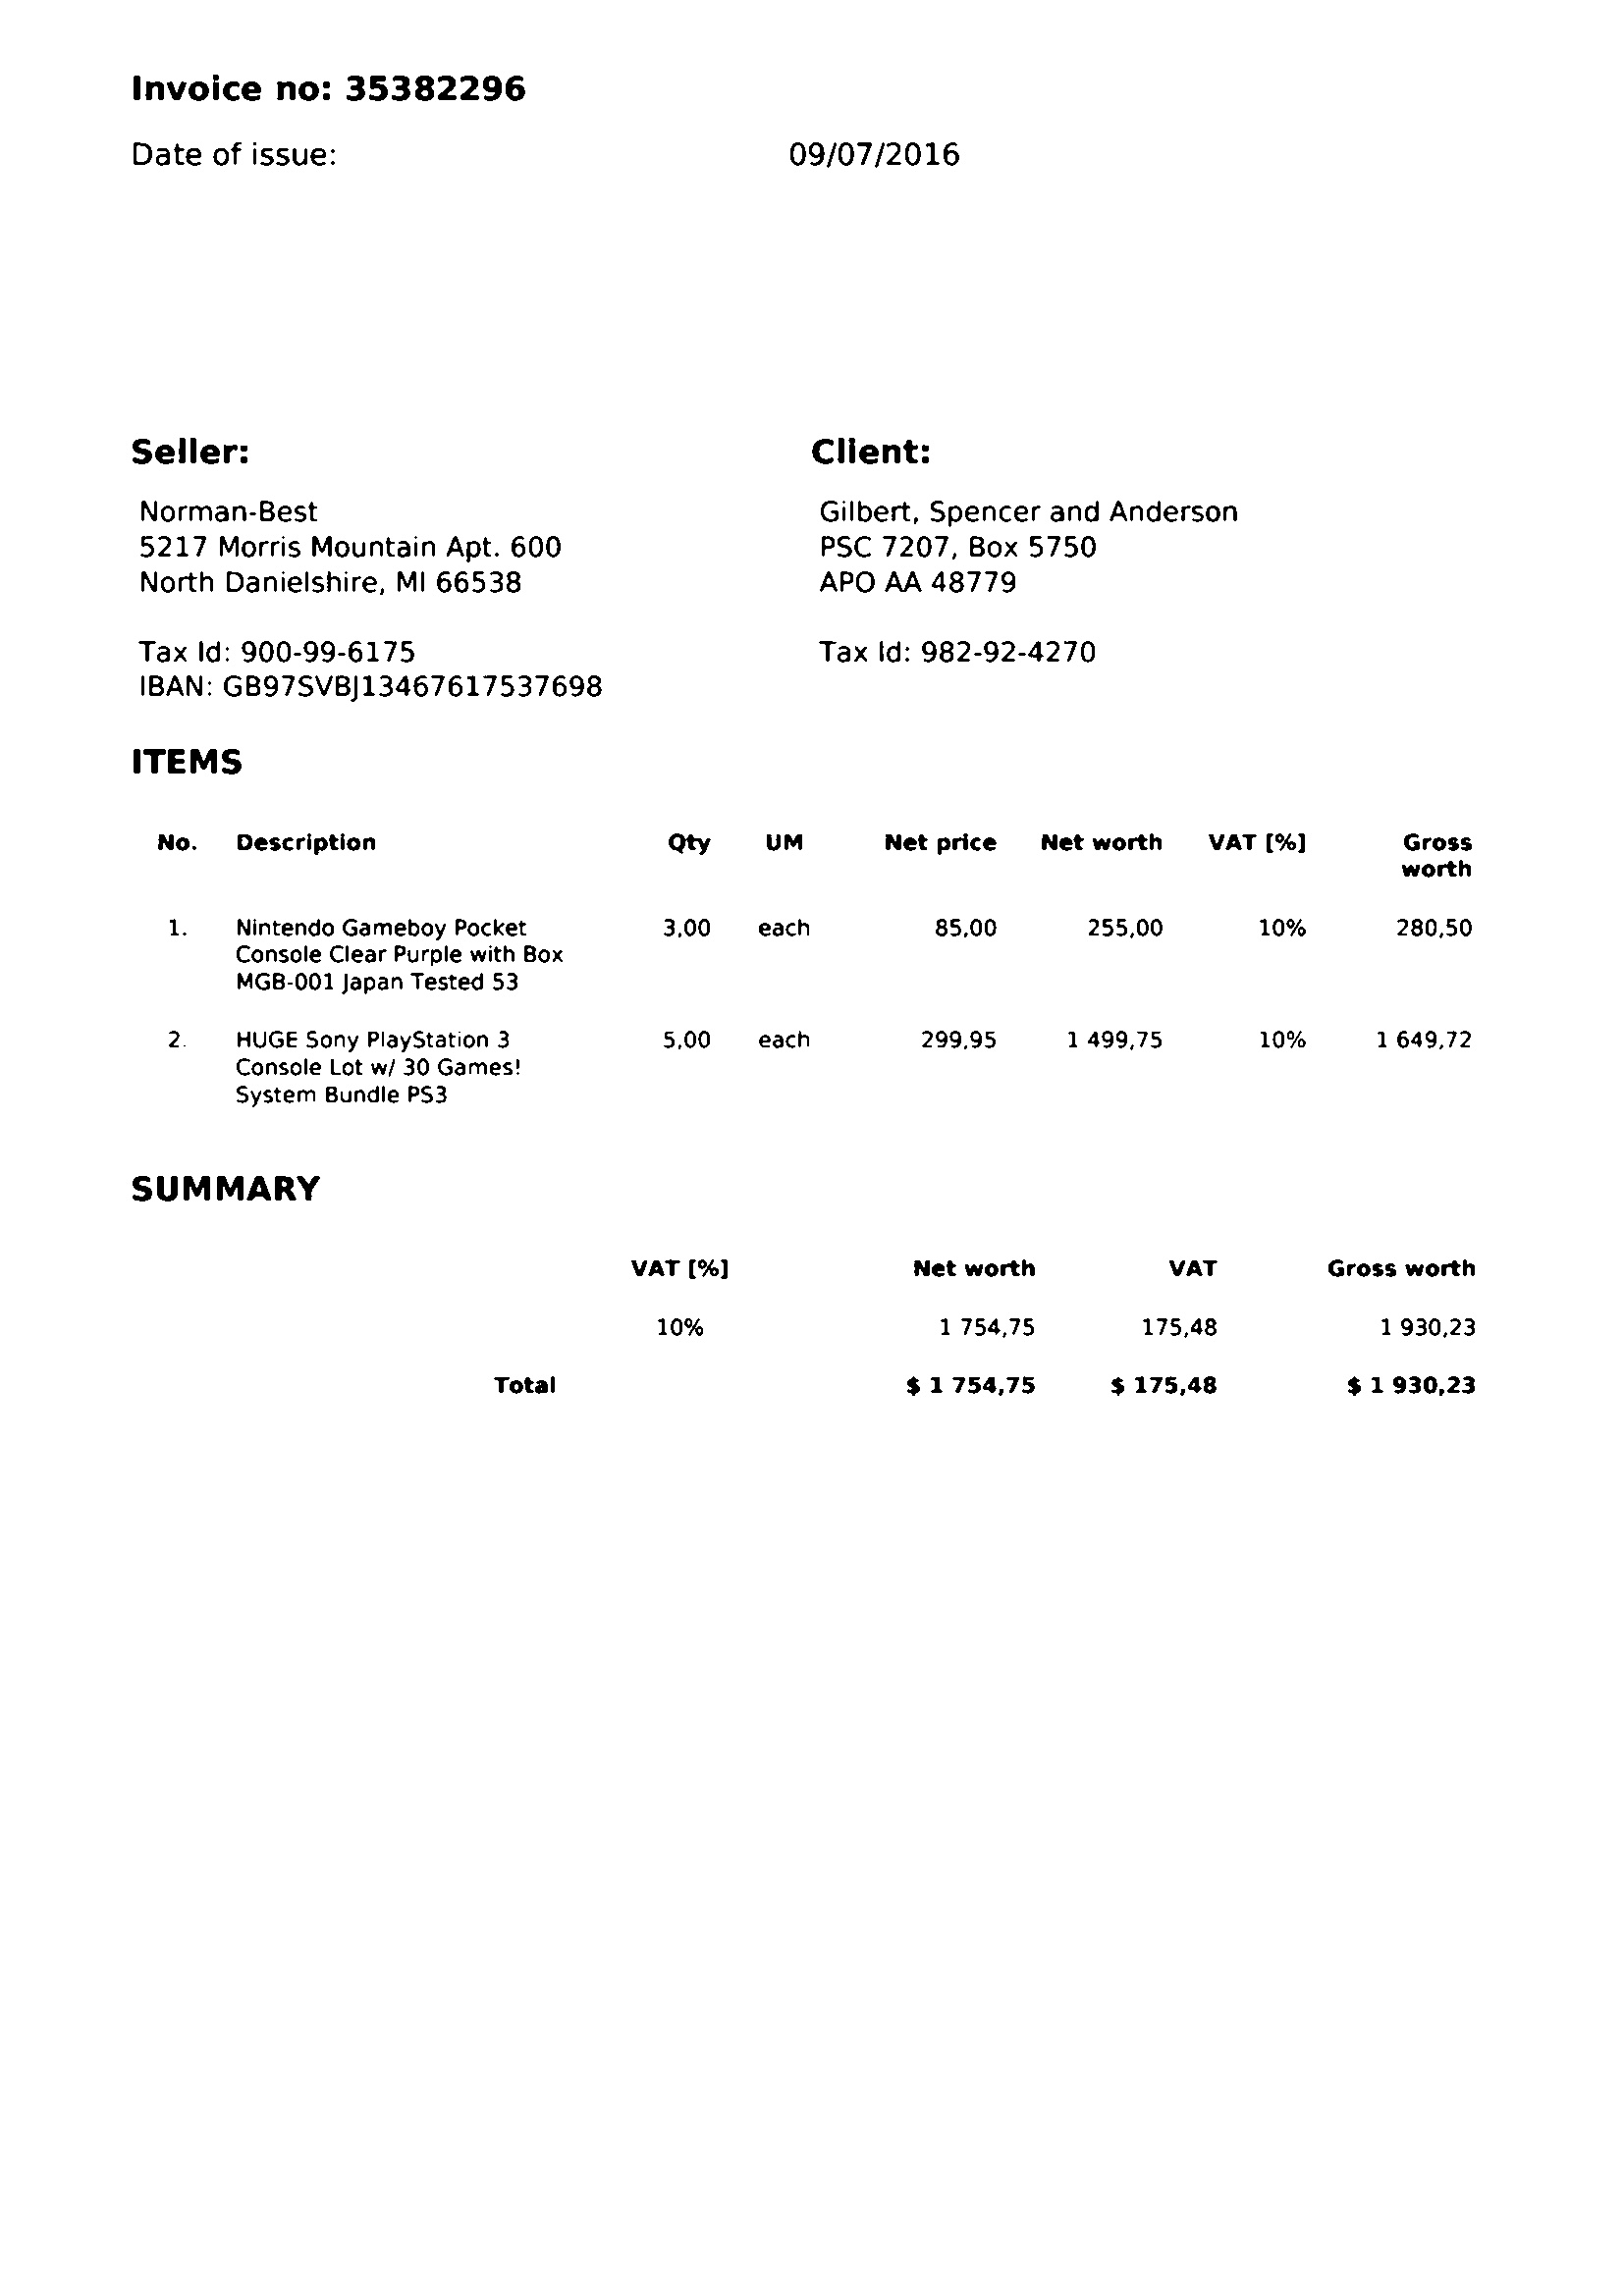 Invoice no: 35382296
Date of issue: 09/07/2016
Seller: Client:
Norman-Best Gilbert, Spencer and Anderson
5217 Morris Mountain Apt. 600 PSC 7207, Box 5750
North Danielshire, MI 66538 APO AA 48779
Tax Id: 900-99-6175 Tax Id: 982-92-4270
IBAN: GB97SVBJ13467617537698
ITEMS
No. Description Qty UM Net price Net worth VAT [%] Gross
worth
1. Nintendo Gameboy Pocket 3,00 each 85,00 255,00 10% 280,50
Console Clear Purple with Box
MGB-001 Japan Tested 53
2. HUGE Sony PlayStation 3 5,00 each 299,95 1 499,75 10% 1 649,72
Console Lot w/ 30 Games!
System Bundle PS3
SUMMARY
VAT [%] Net worth VAT Gross worth
10% 1 754,75 175,48 1 930,23
Total $ 1 754,75 $ 175,48 $ 1 930,23